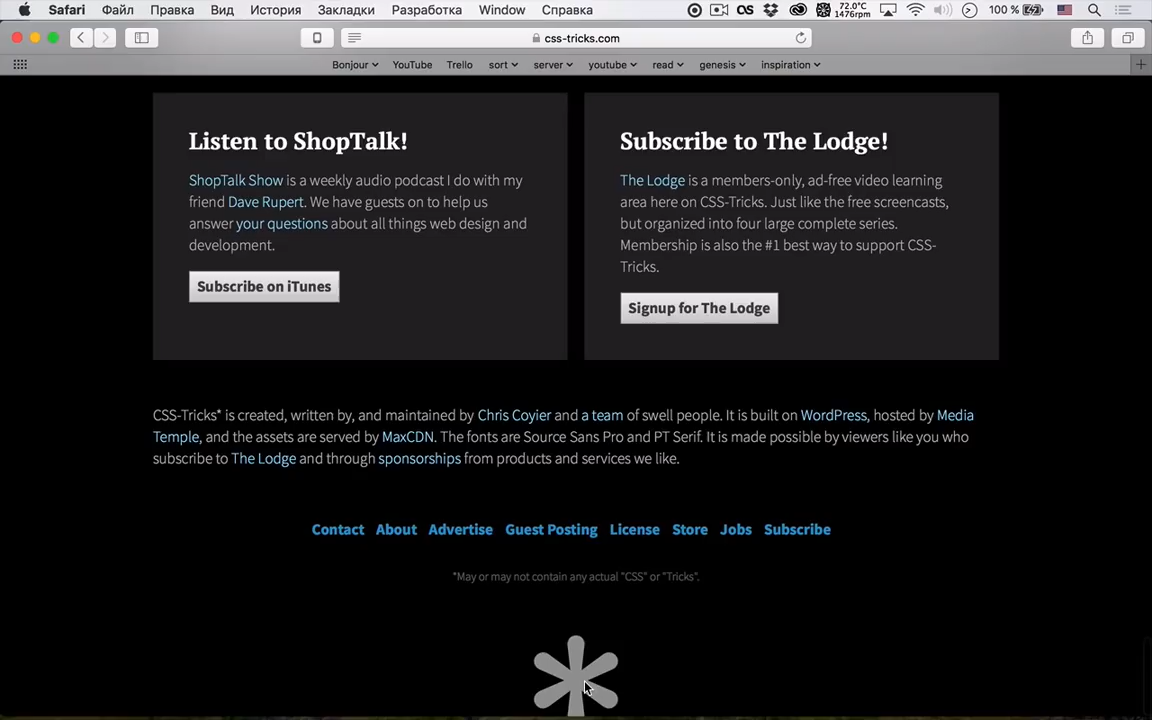 Safari Файл Правка Вид История Закладки Разработка Window Справка 72.0°C 1476rpm 100 %
css-tricks.com
Bonjour YouTube Trello sort server youtube read genesis inspiration
Listen to ShopTalk!
ShopTalk Show is a weekly audio podcast I do with my
friend Dave Rupert. We have guests on to help us
answer your questions about all things web design and
development.
Subscribe on iTunes
Subscribe to The Lodge!
The Lodge is a members-only, ad-free video learning
area here on CSS-Tricks. Just like the free screencasts,
but organized into four large complete series.
Membership is also the #1 best way to support CSS-
Tricks.
Signup for The Lodge
CSS-Tricks* is created, written by, and maintained by Chris Coyier and a team of swell people. It is built on WordPress, hosted by Media
Temple, and the assets are served by MaxCDN. The fonts are Source Sans Pro and PT Serif. It is made possible by viewers like you who
subscribe to The Lodge and through sponsorships from products and services we like.
Contact About Advertise Guest Posting License Store Jobs Subscribe
*May or may not contain any actual "CSS" or "Tricks".